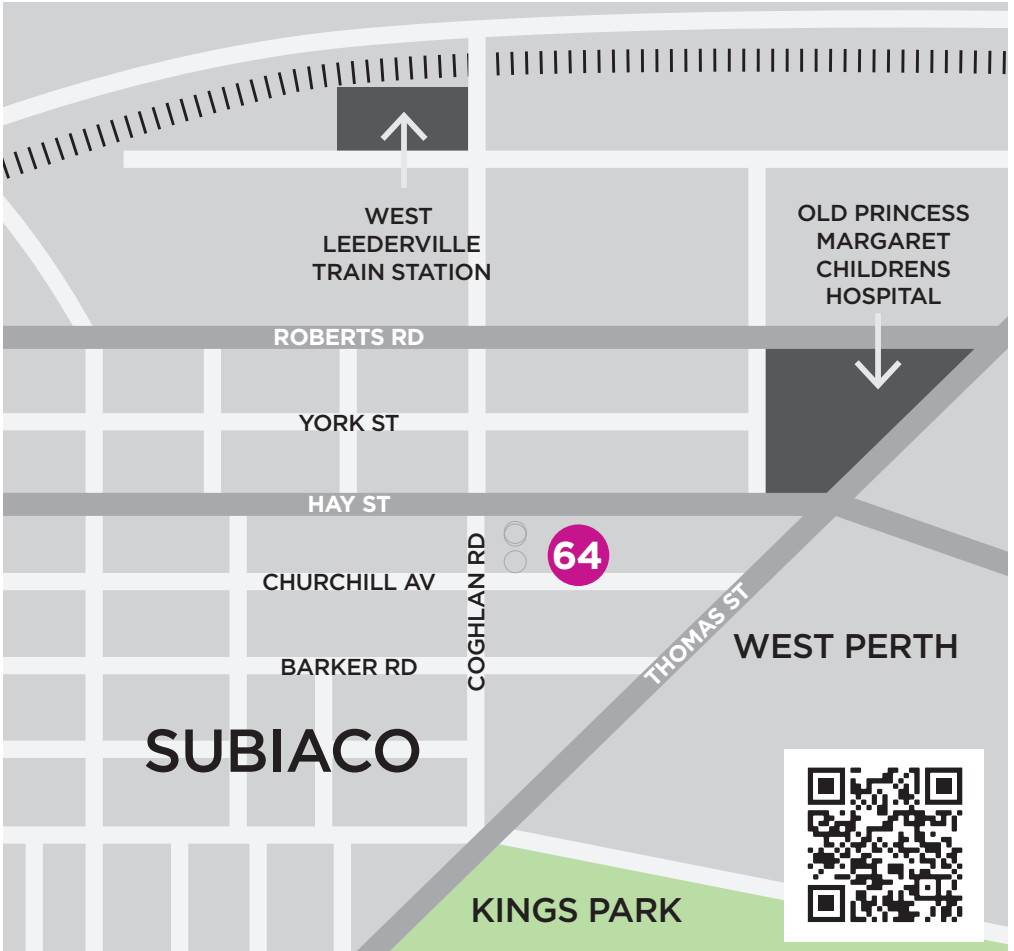 WEST
LEEDERVILLE
TRAIN STATION
OLD PRINCESS
MARGARET
CHILDRENS
HOSPITAL
ROBERTS RD
YORK ST
HAY ST
64
COGHLAN RD
CHURCHILL AV
THOMAS ST
WEST PERTH
BARKER RD
SUBIACO
KINGS PARK